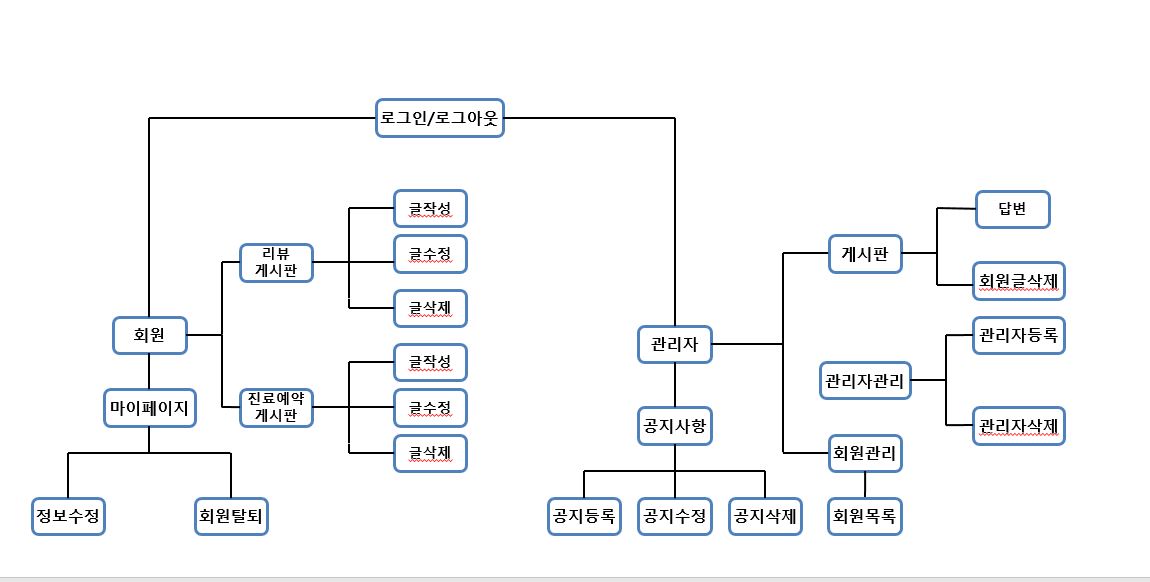 로그인/로그아웃
회원
리뷰
게시판
글작성
글수정
글삭제
진료예약
게시판
글작성
글수정
글삭제
마이페이지
정보수정
회원탈퇴
관리자
게시판
답변
회원글삭제
관리자관리
관리자등록
관리자삭제
회원관리
회원목록
공지사항
공지등록
공지수정
공지삭제